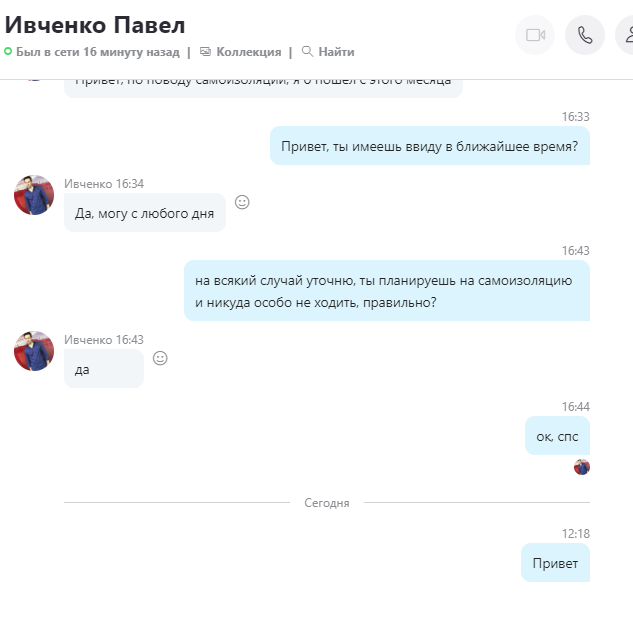 Ивченко Павел
Был в сети 16 минуту назад | Коллекция | Найти
Привет, по поводу самоизоляции, я б пошел с этого месяца
16:33
Привет, ты имеешь ввиду в ближайшее время?
Ивченко 16:34
Да, могу с любого дня
16:43
на всякий случай уточню, ты планируешь на самоизоляцию
и никуда особо не ходить, правильно?
Ивченко 16:43
да
16:44
ок, спс
Сегодня
12:18
Привет